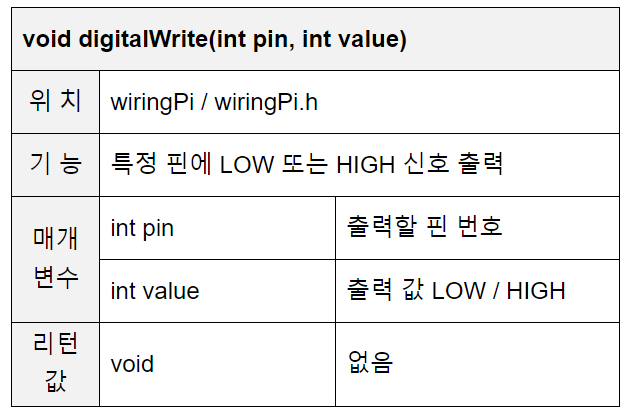 void digitalWrite(int pin, int value)
위 치 wiringPi / wiringPi.h
기 능 특정 핀에 LOW 또는 HIGH 신호 출력
매개
변수
int pin 출력할 핀 번호
int value 출력 값 LOW / HIGH
리턴
값
void 없음